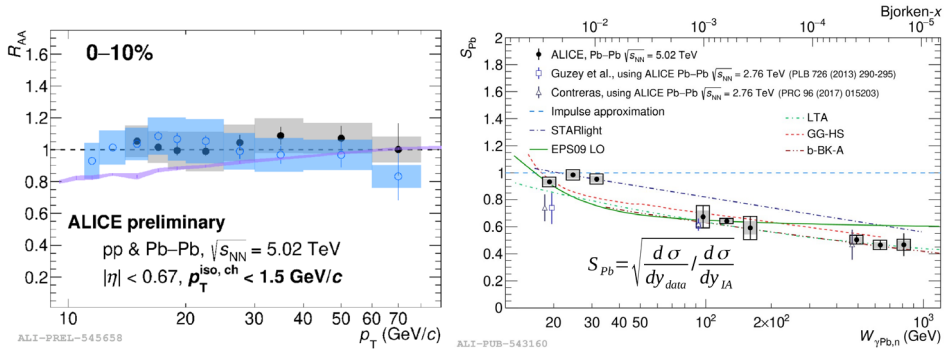 R_AA
0–10%
1.6
1.4
1.2
1
0.8
0.6
0.4
0.2
ALICE preliminary
pp & Pb–Pb, √s_NN = 5.02 TeV
|η| < 0.67, p_T^iso, ch < 1.5 GeV/c
10 20 30 40 50 60 70
p_T (GeV/c)
ALI-PREL-545658
Bjorken-x
10^-2 10^-3 10^-4 10^-5
S_Pb
2
1.8
1.6
1.4
1.2
1
0.8
0.6
0.4
0.2
0
ALICE, Pb–Pb √s_NN = 5.02 TeV
Guzey et al., using ALICE Pb–Pb √s_NN = 2.76 TeV (PLB 726 (2013) 290-295)
Contreras, using ALICE Pb–Pb √s_NN = 2.76 TeV (PRC 96 (2017) 015203)
Impulse approximation
STARlight
EPS09 LO
LTA
GG-HS
b-BK-A
S_Pb = √(dσ/dy_data / dσ/dy_IA)
20 30 40 50 10^2 2×10^2 10^3
W_γPb,n (GeV)
ALI-PUB-543160